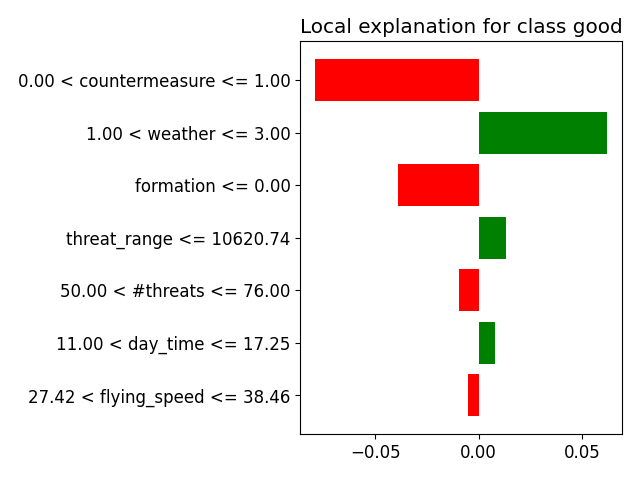 Local explanation for class good
0.00 < countermeasure <= 1.00
1.00 < weather <= 3.00
formation <= 0.00
threat_range <= 10620.74
50.00 < #threats <= 76.00
11.00 < day_time <= 17.25
27.42 < flying_speed <= 38.46
−0.05 0.00 0.05